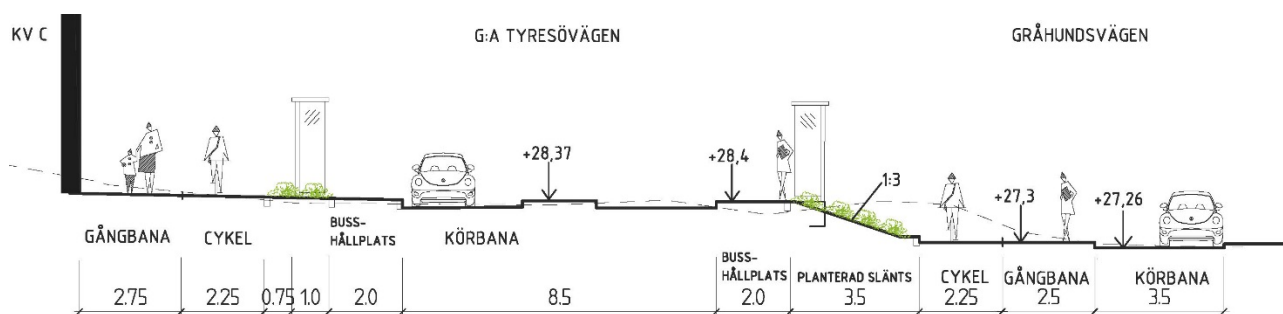 KV C
G:A TYRESÖVÄGEN
GRÅHUNDSVÄGEN
+28,37
+28,4
1:3
+27,3
+27,26
GÅNGBANA
CYKEL
BUSS-
HÅLLPLATS
KÖRBANA
BUSS-
HÅLLPLATS
PLANTERAD SLÄNTS
CYKEL
GÅNGBANA
KÖRBANA
2.75
2.25
0.75
1.0
2.0
8.5
2.0
3.5
2.25
2.5
3.5